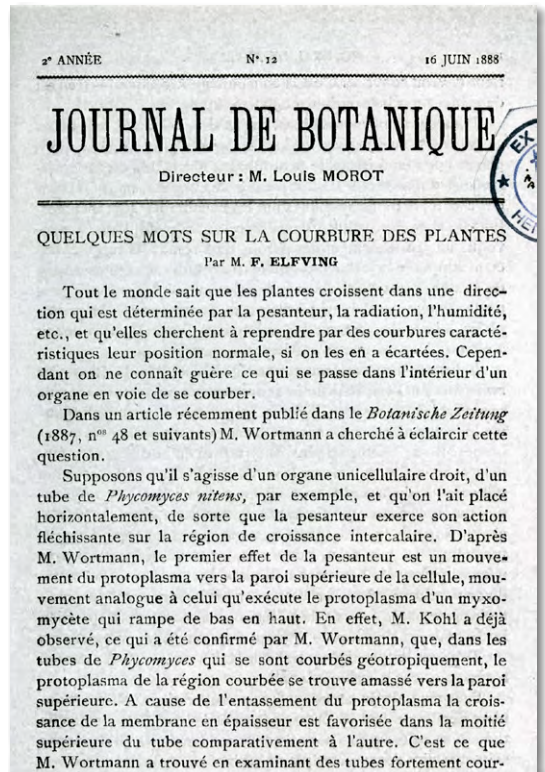 2ᵉ ANNÉE N° 12 16 JUIN 1888
JOURNAL DE BOTANIQUE
Directeur : M. Louis MOROT
EX
HE
QUELQUES MOTS SUR LA COURBURE DES PLANTES
Par M. F. ELFVING
Tout le monde sait que les plantes croissent dans une direc-
tion qui est déterminée par la pesanteur, la radiation, l'humidité,
etc., et qu'elles cherchent à reprendre par des courbures caracté-
ristiques leur position normale, si on les en a écartées. Cepen-
dant on ne connaît guère ce qui se passe dans l'intérieur d'un
organe en voie de se courber.
Dans un article récemment publié dans le Botanische Zeitung
(1887, nᵒˢ 48 et suivants) M. Wortmann a cherché à éclaircir cette
question.
Supposons qu'il s'agisse d'un organe unicellulaire droit, d'un
tube de Phycomyces nitens, par exemple, et qu'on l'ait placé
horizontalement, de sorte que la pesanteur exerce son action
fléchissante sur la région de croissance intercalaire. D'après
M. Wortmann, le premier effet de la pesanteur est un mouve-
ment du protoplasma vers la paroi supérieure de la cellule, mou-
vement analogue à celui qu'exécute le protoplasma d'un myxo-
mycète qui rampe de bas en haut. En effet, M. Kohl a déjà
observé, ce qui a été confirmé par M. Wortmann, que, dans les
tubes de Phycomyces qui se sont courbés géotropiquement, le
protoplasma de la région courbée se trouve amassé vers la paroi
supérieure. A cause de l'entassement du protoplasma la crois-
sance de la membrane en épaisseur est favorisée dans la moitié
supérieure du tube comparativement à l'autre. C'est ce que
M. Wortmann a trouvé en examinant des tubes fortement cour-